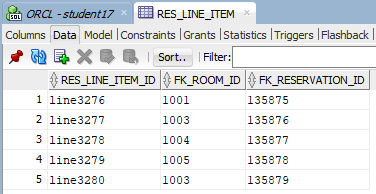 ORCL - student17 RES_LINE_ITEM
Columns Data Model Constraints Grants Statistics Triggers Flashback
Sort.. Filter:
RES_LINE_ITEM_ID FK_ROOM_ID FK_RESERVATION_ID
1 line3276 1001 135875
2 line3277 1003 135876
3 line3278 1004 135877
4 line3279 1005 135878
5 line3280 1003 135879